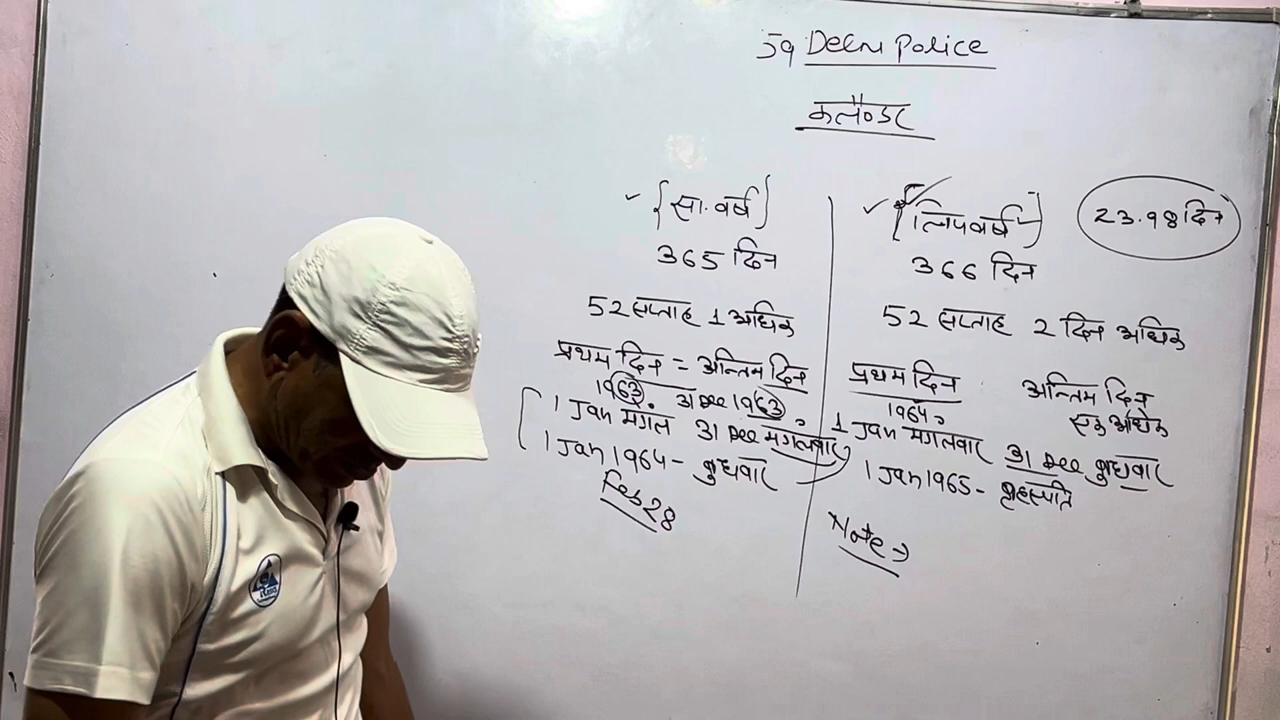 59 Delhi Police
कलैण्डर
{सा. वर्ष}
365 दिन
52 सप्ताह 1 अधिक
प्रथम दिन = अन्तिम दिन
1963. 31 Dec 1963
1 Jan मंगल 31 Dec मंगलवार
1 Jan 1964 - बुधवार
Feb 28
{लिपवर्ष}
23.98 दिन
366 दिन
52 सप्ताह 2 दिन अधिक
प्रथम दिन अन्तिम दिन
एक अधिक
1964
1 Jan मंगलवार 31 Dec बुधवार
1 Jan 1965 - बृहस्पति
Note →